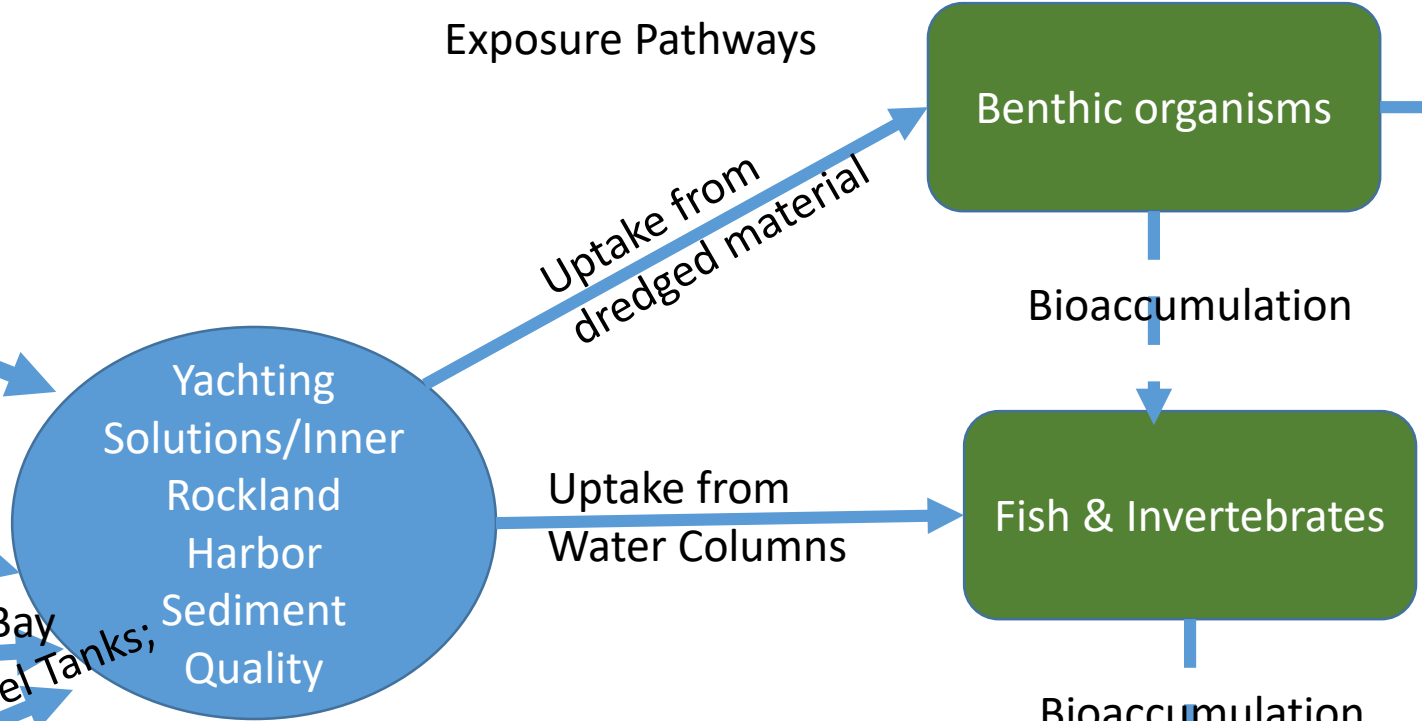 Exposure Pathways
Benthic organisms
Uptake from
dredged material
Bioaccumulation
Yachting
Solutions/Inner
Rockland
Harbor
Sediment
Quality
Uptake from
Water Columns
Fish & Invertebrates
Bay
Tanks;
Bioaccumulation